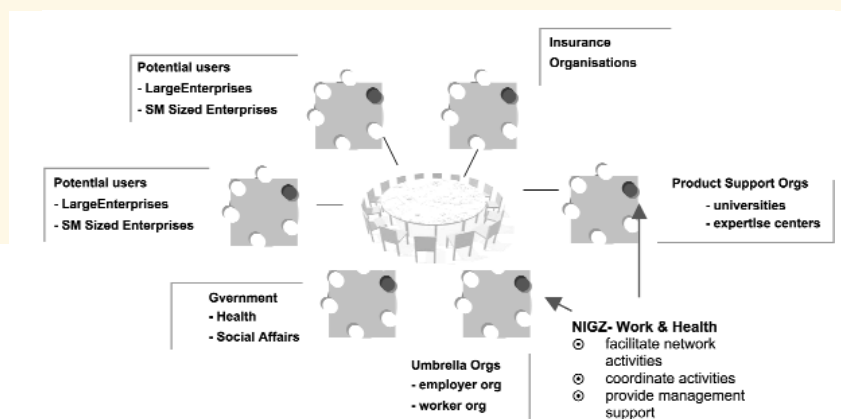 Insurance
Organisations
Potential users
- LargeEnterprises
- SM Sized Enterprises
Potential users
- LargeEnterprises
- SM Sized Enterprises
Product Support Orgs
- universities
- expertise centers
Gvernment
- Health
- Social Affairs
Umbrella Orgs
- employer org
- worker org
NIGZ- Work & Health
facilitate network
activities
coordinate activities
provide management
support